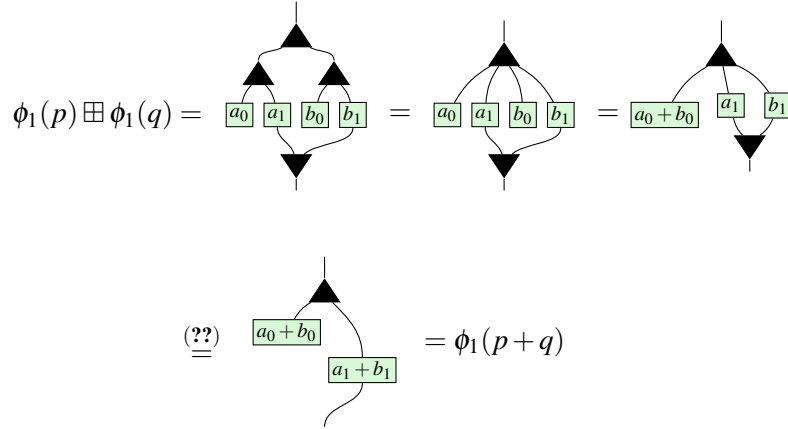 ϕ₁(p) ⊞ ϕ₁(q) = a₀ a₁ b₀ b₁ = a₀ a₁ b₀ b₁ = a₀ + b₀ a₁ b₁
(??) = a₀ + b₀ a₁ + b₁ = ϕ₁(p + q)